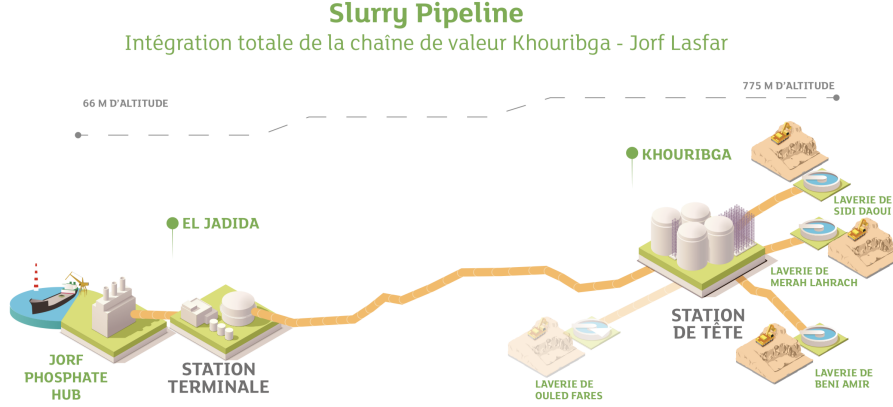 Slurry Pipeline
Intégration totale de la chaîne de valeur Khouribga - Jorf Lasfar
775 M D'ALTITUDE
66 M D'ALTITUDE
KHOURIBGA
LAVERIE DE
SIDI DAOUI
EL JADIDA
LAVERIE DE
MERAH LAHRACH
STATION
DE TÊTE
JORF
PHOSPHATE
HUB
STATION
TERMINALE
LAVERIE DE
OULED FARES
LAVERIE DE
BENI AMIR